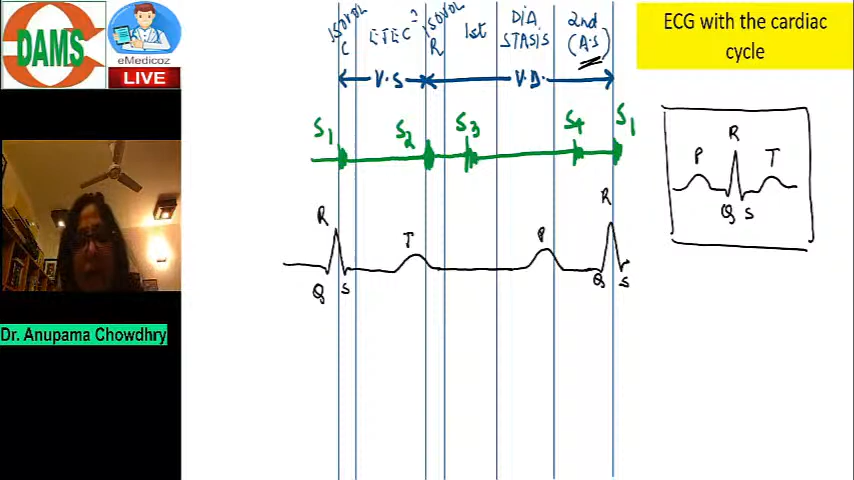 DAMS
eMedicoz
LIVE
Dr. Anupama Chowdhry
ECG with the cardiac
cycle
ISOVOL
C
EJEC
ISOVOL
R
1st
DIA
STASIS
2nd
(A.S)
V.S
V.D.
S1
S2
S3
S4
S1
R
Q
S
T
P
R
Q
S
P
R
T
Q
S